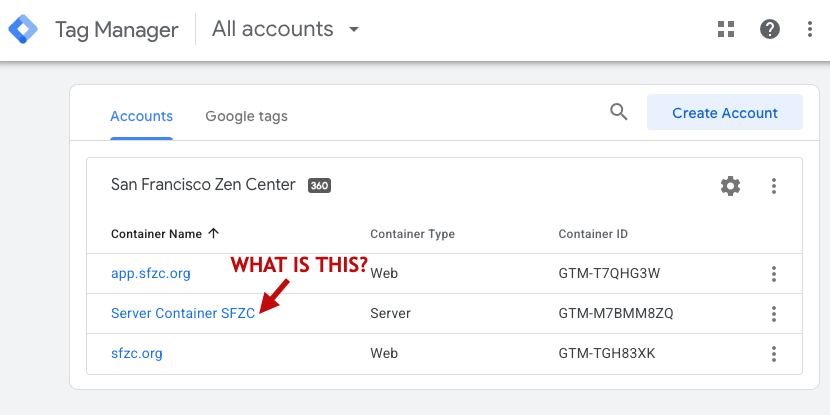 Tag Manager All accounts
Accounts Google tags Create Account
San Francisco Zen Center 360
Container Name Container Type Container ID
WHAT IS THIS?
app.sfzc.org Web GTM-T7QHG3W
Server Container SFZC Server GTM-M7BMM8ZQ
sfzc.org Web GTM-TGH83XK